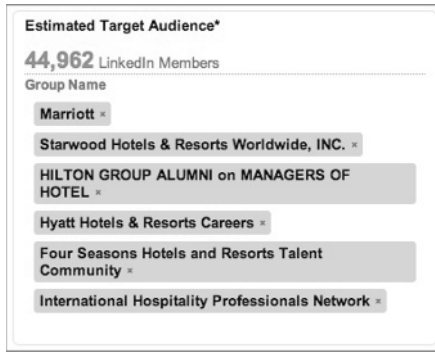 Estimated Target Audience*
44,962 LinkedIn Members
Group Name
Marriott ×
Starwood Hotels & Resorts Worldwide, INC. ×
HILTON GROUP ALUMNI on MANAGERS OF
HOTEL ×
Hyatt Hotels & Resorts Careers ×
Four Seasons Hotels and Resorts Talent
Community ×
International Hospitality Professionals Network ×